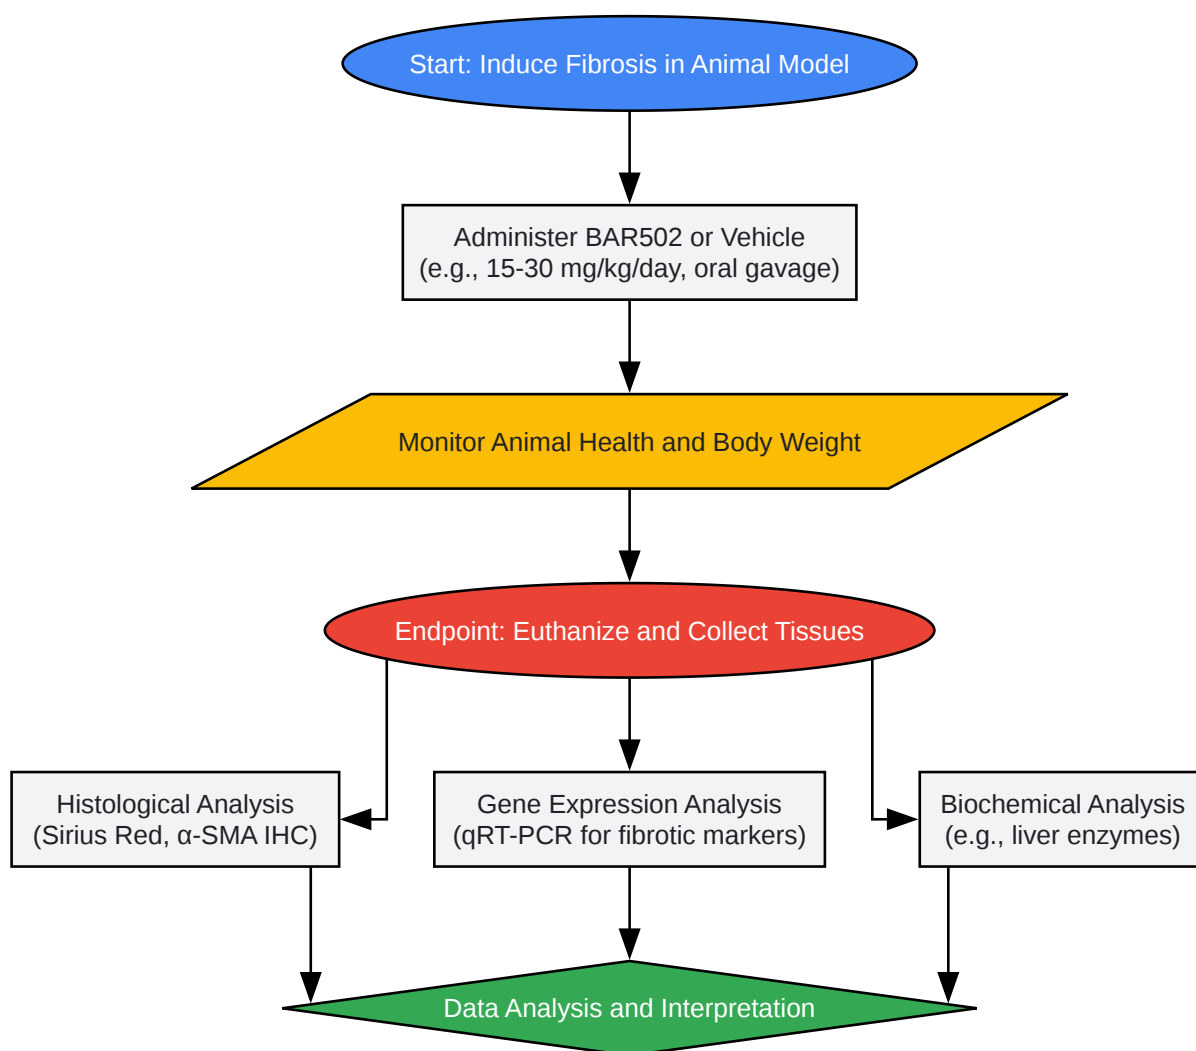 Start: Induce Fibrosis in Animal Model
Administer BAR502 or Vehicle
(e.g., 15-30 mg/kg/day, oral gavage)
Monitor Animal Health and Body Weight
Endpoint: Euthanize and Collect Tissues
Histological Analysis
(Sirius Red, α-SMA IHC)
Gene Expression Analysis
(qRT-PCR for fibrotic markers)
Biochemical Analysis
(e.g., liver enzymes)
Data Analysis and Interpretation